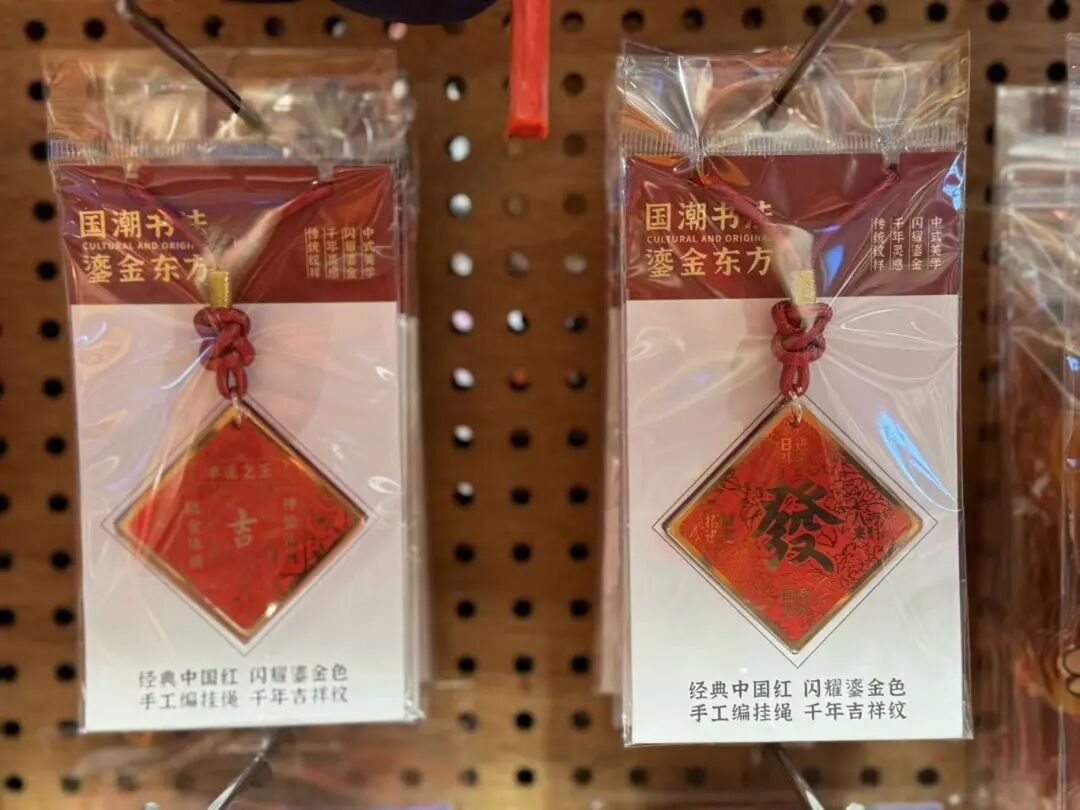 国潮书法
CULTURAL AND ORIGINA
鎏金东方
中式美学
闪耀鎏金
千年灵感
传统纹样
吉
经典中国红 闪耀鎏金色
手工编挂绳 千年吉祥纹
国潮书法
CULTURAL AND ORIGINA
鎏金东方
中式美学
闪耀鎏金
千年灵感
传统纹样
發
经典中国红 闪耀鎏金色
手工编挂绳 千年吉祥纹